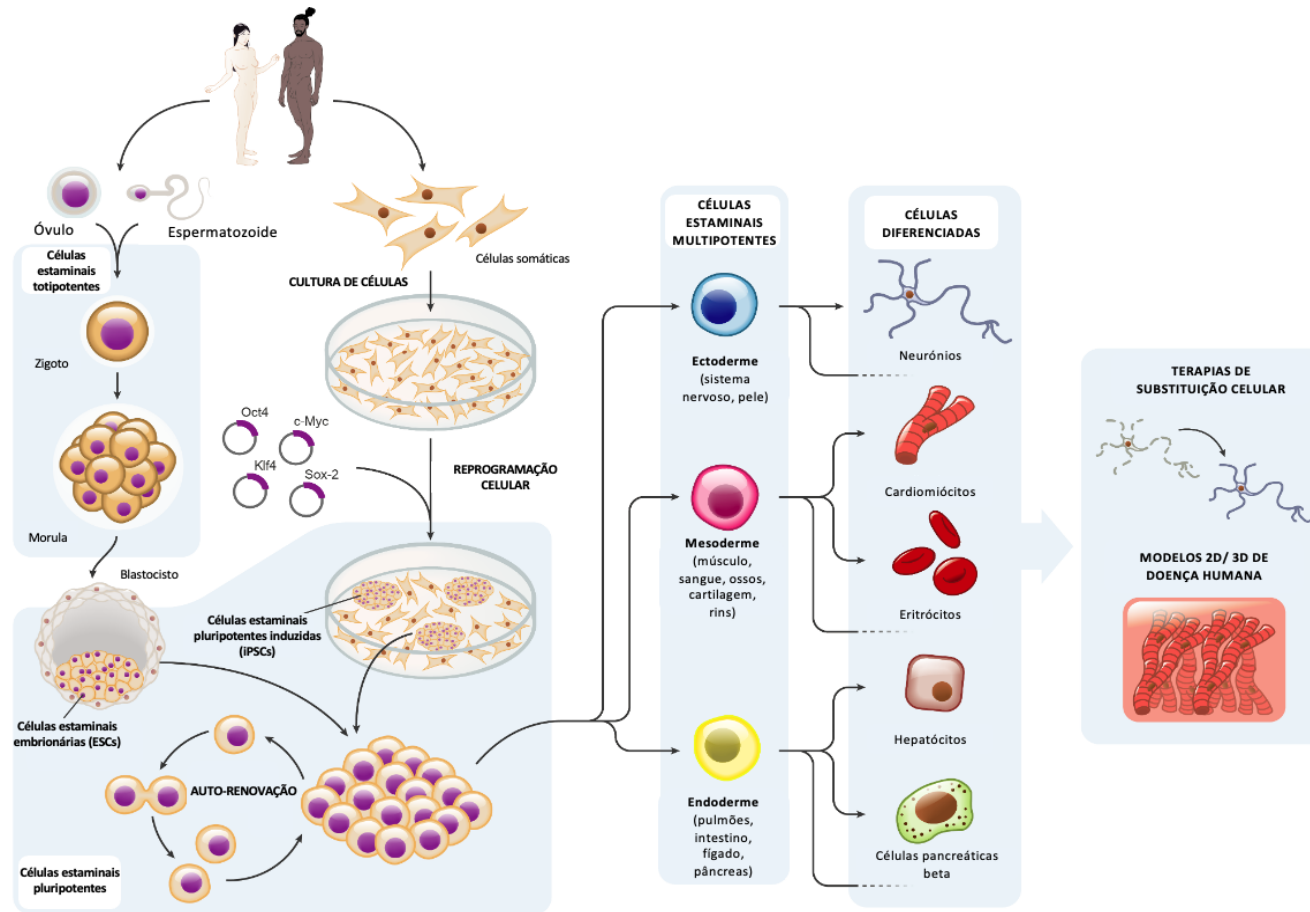 Óvulo
Espermatozoide
Células
estaminais
totipotentes
Zigoto
Morula
Blastocisto
Células estaminais
embrionárias (ESCs)
Células somáticas
CULTURA DE CÉLULAS
Oct4
c-Myc
Klf4
Sox-2
REPROGRAMAÇÃO
CELULAR
Células estaminais
pluripotentes induzidas
(iPSCs)
AUTO-RENOVAÇÃO
Células estaminais
pluripotentes
CÉLULAS
ESTAMINAIS
MULTIPOTENTES
Ectoderme
(sistema
nervoso, pele)
Mesoderme
(músculo,
sangue, ossos,
cartilagem,
rins)
Endoderme
(pulmões,
intestino,
fígado,
pâncreas)
CÉLULAS
DIFERENCIADAS
Neurónios
Cardiomiócitos
Eritrócitos
Hepatócitos
Células pancreáticas
beta
TERAPIAS DE
SUBSTITUIÇÃO CELULAR
MODELOS 2D/ 3D DE
DOENÇA HUMANA